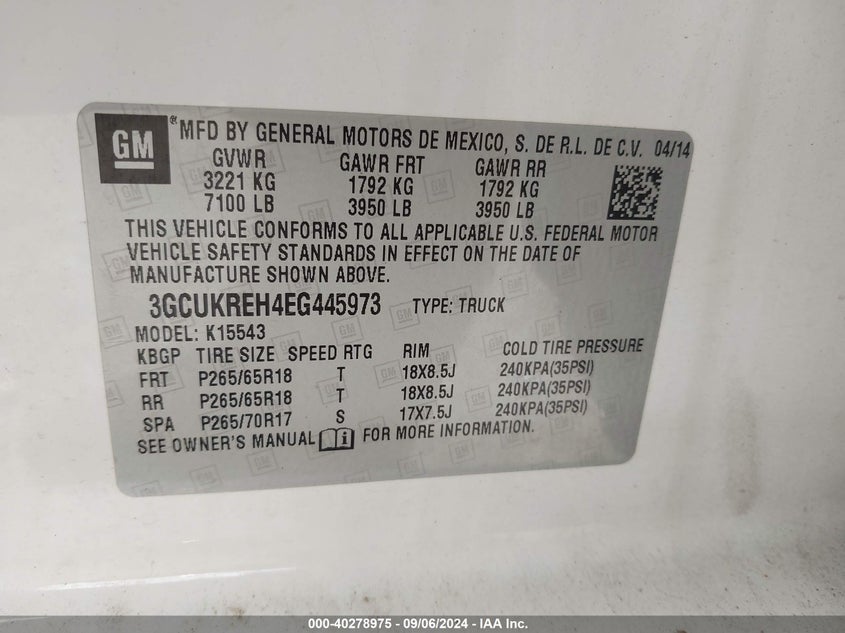 GM ® MFD BY GENERAL MOTORS DE MEXICO, S. DE R.L. DE C.V. 04/14
GVWR GAWR FRT GAWR RR
3221 KG 1792 KG 1792 KG
7100 LB 3950 LB 3950 LB
THIS VEHICLE CONFORMS TO ALL APPLICABLE U.S. FEDERAL MOTOR
VEHICLE SAFETY STANDARDS IN EFFECT ON THE DATE OF
MANUFACTURE SHOWN ABOVE.
3GCUKREH4EG445973 TYPE: TRUCK
MODEL: K15543
KBGP TIRE SIZE SPEED RTG RIM COLD TIRE PRESSURE
FRT P265/65R18 T 18X8.5J 240KPA(35PSI)
RR P265/65R18 T 18X8.5J 240KPA(35PSI)
SPA P265/70R17 S 17X7.5J 240KPA(35PSI)
SEE OWNER'S MANUAL FOR MORE INFORMATION.
000-40278975 - 09/06/2024 - IAA Inc.